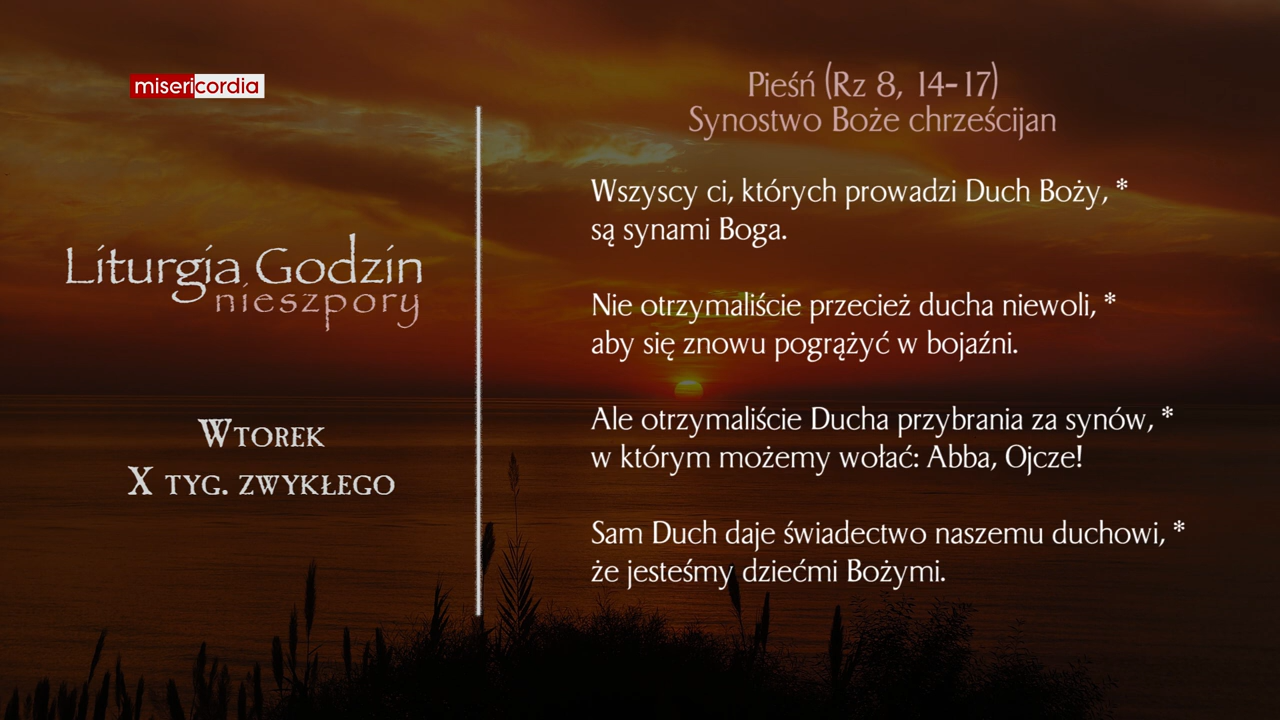 misericordia
Liturgia Godzin
nieszpory
Wtorek
X tyg. zwykłego
Pieśń (Rz 8, 14-17)
Synostwo Boże chrześcijan
Wszyscy ci, których prowadzi Duch Boży, *
są synami Boga.
Nie otrzymaliście przecież ducha niewoli, *
aby się znowu pogrążyć w bojaźni.
Ale otrzymaliście Ducha przybrania za synów, *
w którym możemy wołać: Abba, Ojcze!
Sam Duch daje świadectwo naszemu duchowi, *
że jesteśmy dziećmi Bożymi.